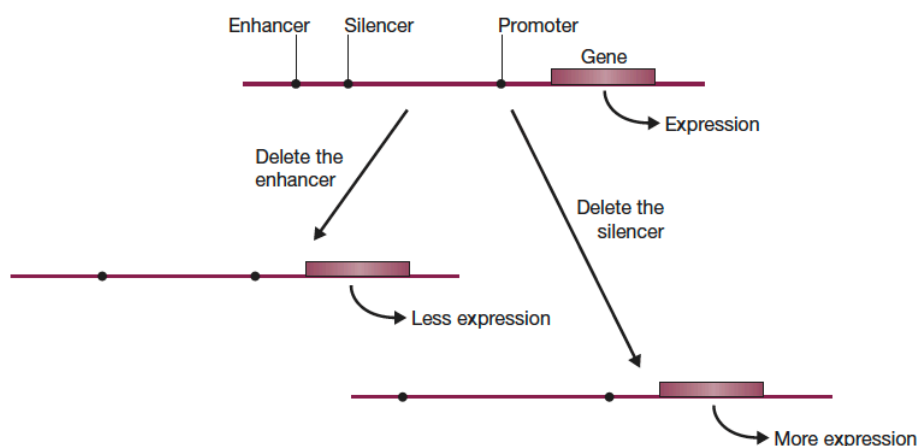 Enhancer Silencer Promoter
Gene
Expression
Delete the
enhancer
Delete the
silencer
Less expression
More expression